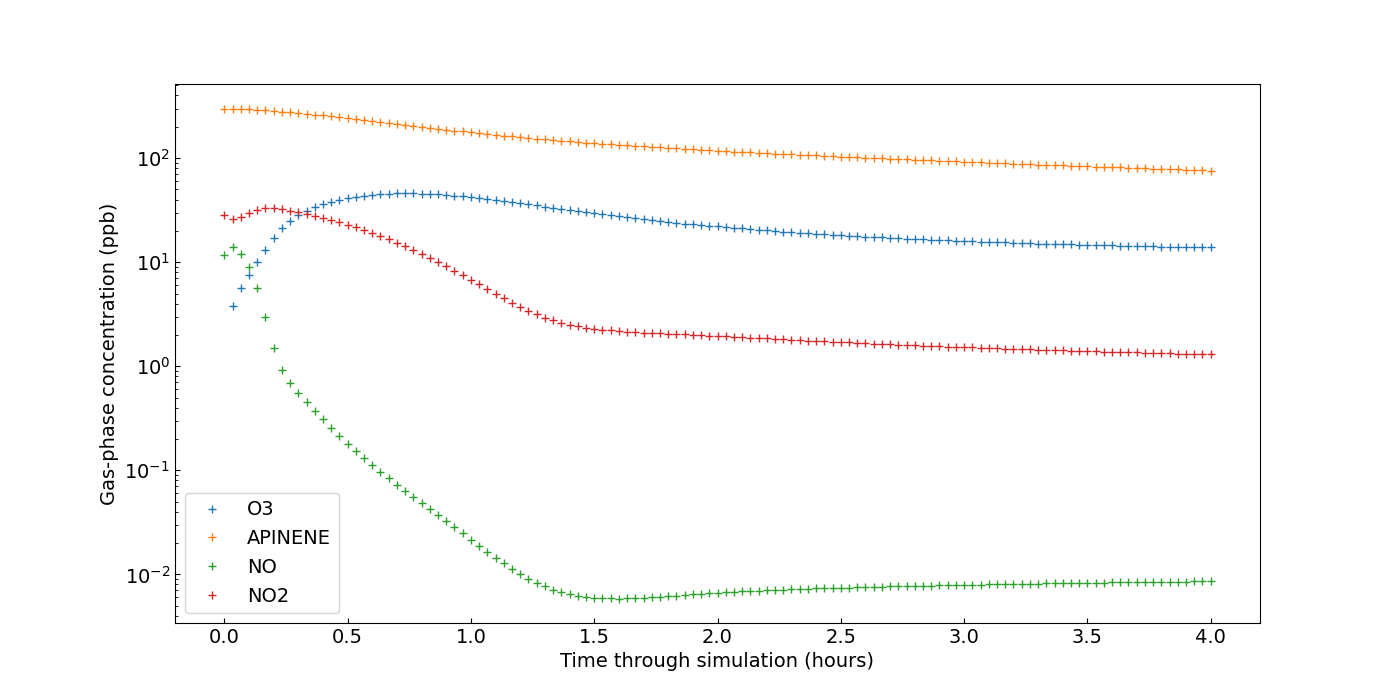 Gas-phase concentration (ppb)
10²
10¹
10⁰
10⁻¹
10⁻²
O3
APINENE
NO
NO2
0.0 0.5 1.0 1.5 2.0 2.5 3.0 3.5 4.0
Time through simulation (hours)